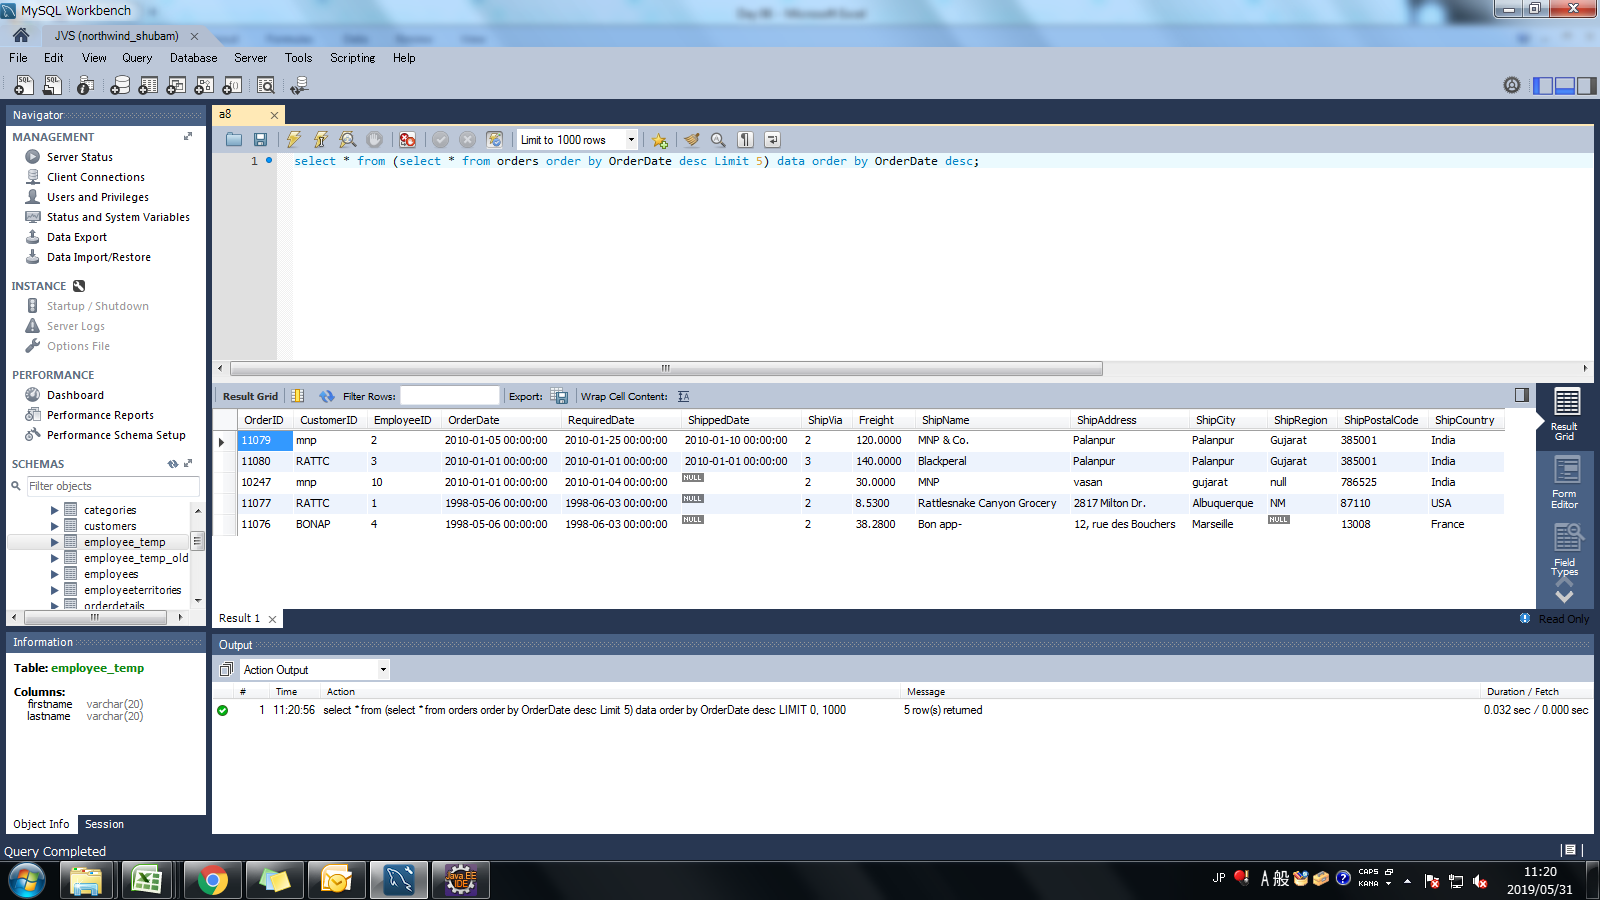 MySQL Workbench
JVS (northwind_shubam)
File Edit View Query Database Server Tools Scripting Help
Navigator
MANAGEMENT
Server Status
Client Connections
Users and Privileges
Status and System Variables
Data Export
Data Import/Restore
INSTANCE
Startup / Shutdown
Server Logs
Options File
PERFORMANCE
Dashboard
Performance Reports
Performance Schema Setup
SCHEMAS
Filter objects
categories
customers
employee_temp
employee_temp_old
employees
employeeterritories
orderdetails
Information
Table: employee_temp
Columns:
firstname varchar(20)
lastname varchar(20)
Object Info Session
a8
Limit to 1000 rows
1 select * from (select * from orders order by OrderDate desc Limit 5) data order by OrderDate desc;
Result Grid Filter Rows: Export: Wrap Cell Content:
OrderID CustomerID EmployeeID OrderDate RequiredDate ShippedDate ShipVia Freight ShipName ShipAddress ShipCity ShipRegion ShipPostalCode ShipCountry
11079 mnp 2 2010-01-05 00:00:00 2010-01-25 00:00:00 2010-01-10 00:00:00 2 120.0000 MNP & Co. Palanpur Palanpur Gujarat 385001 India
11080 RATTC 3 2010-01-01 00:00:00 2010-01-01 00:00:00 2010-01-01 00:00:00 3 140.0000 Blackperal Palanpur Palanpur Gujarat 385001 India
10247 mnp 10 2010-01-01 00:00:00 2010-01-04 00:00:00 NULL 2 30.0000 MNP vasan gujarat null 786525 India
11077 RATTC 1 1998-05-06 00:00:00 1998-06-03 00:00:00 NULL 2 8.5300 Rattlesnake Canyon Grocery 2817 Milton Dr. Albuquerque NM 87110 USA
11076 BONAP 4 1998-05-06 00:00:00 1998-06-03 00:00:00 NULL 2 38.2800 Bon app- 12, rue des Bouchers Marseille NULL 13008 France
Result
Grid
Form
Editor
Field
Types
Result 1
Read Only
Output
Action Output
# Time Action Message Duration / Fetch
1 11:20:56 select * from (select * from orders order by OrderDate desc Limit 5) data order by OrderDate desc LIMIT 0, 1000 5 row(s) returned 0.032 sec / 0.000 sec
Query Completed
Java EE
IDE
JP
A 般
CAPS
KANA
11:20
2019/05/31